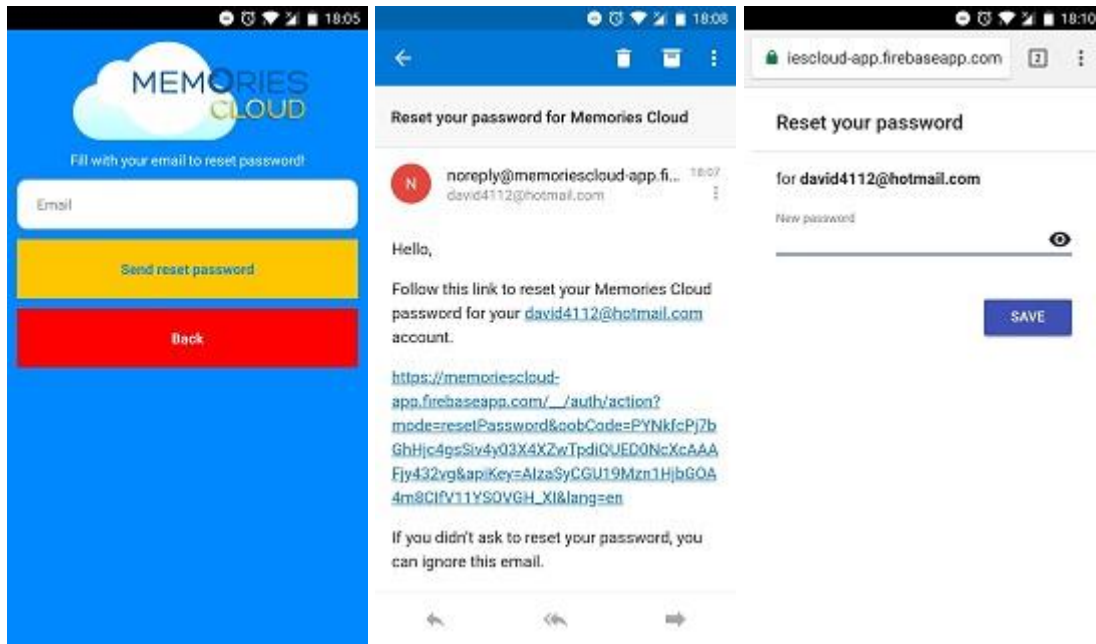 18:05
MEMORIES
CLOUD
Fill with your email to reset password!
Email
Send reset password
Back
18:08
Reset your password for Memories Cloud
N
noreply@memoriescloud-app.fi... 18:07
david4112@hotmail.com
Hello,
Follow this link to reset your Memories Cloud
password for your david4112@hotmail.com
account.
https://memoriescloud-
app.firebaseapp.com/__/auth/action?
mode=resetPassword&oobCode=PYNkfcPj7b
GhHjc4gsSiv4y03X4XZwTpdiQUED0NcXcAAA
Fjy432vg&apiKey=AIzaSyCGU19Mzn1HjbGOA
4m8CIfV11YSOVGH_XI&lang=en
If you didn't ask to reset your password, you
can ignore this email.
18:10
iescloud-app.firebaseapp.com 2
Reset your password
for david4112@hotmail.com
New password
SAVE